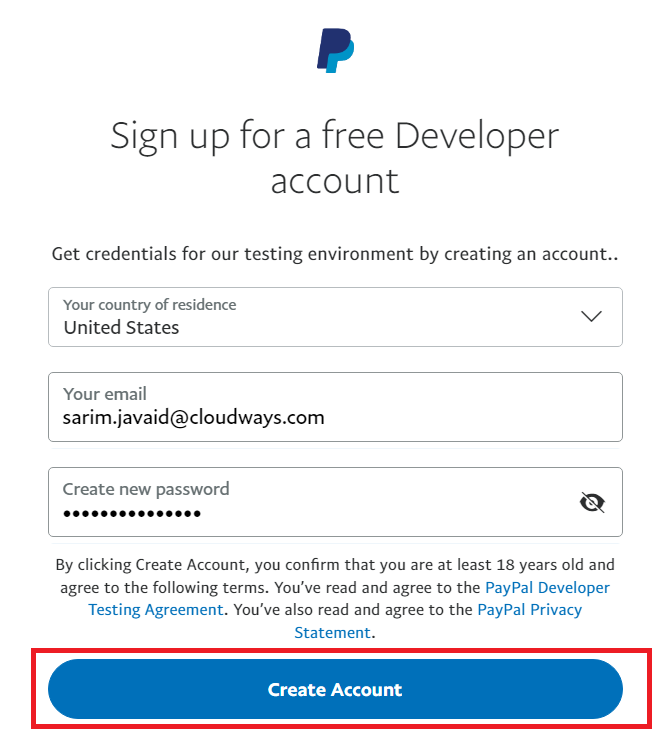 Sign up for a free Developer
account
Get credentials for our testing environment by creating an account..
Your country of residence
United States
Your email
sarim.javaid@cloudways.com
Create new password
•••••••••••••••
By clicking Create Account, you confirm that you are at least 18 years old and
agree to the following terms. You’ve read and agree to the PayPal Developer
Testing Agreement. You’ve also read and agree to the PayPal Privacy
Statement.
Create Account